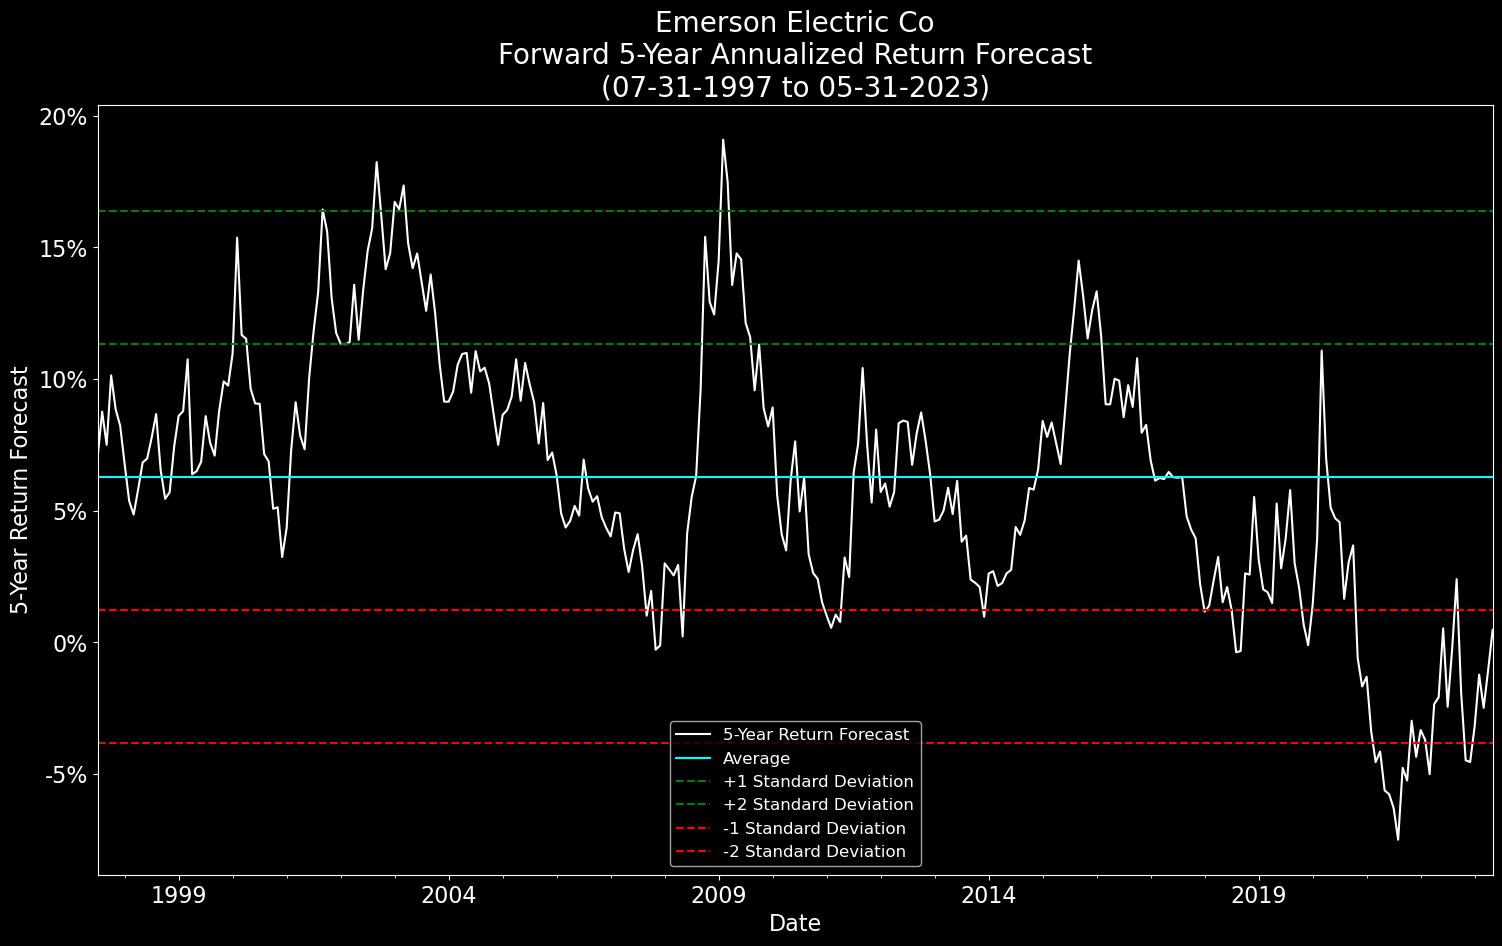 Emerson Electric Co
Forward 5-Year Annualized Return Forecast
(07-31-1997 to 05-31-2023)
20%
15%
10%
5%
0%
-5%
5-Year Return Forecast
5-Year Return Forecast
Average
+1 Standard Deviation
+2 Standard Deviation
-1 Standard Deviation
-2 Standard Deviation
1999 2004 2009 2014 2019
Date